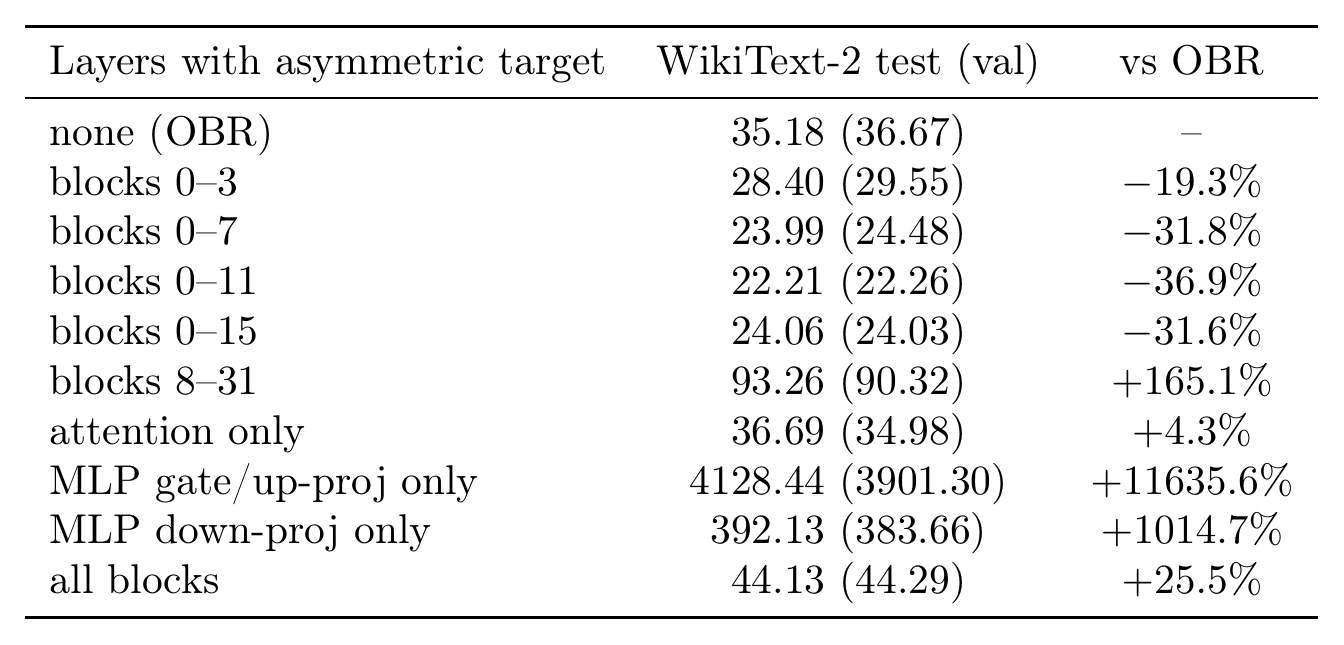 Layers with asymmetric target WikiText-2 test (val) vs OBR
none (OBR) 35.18 (36.67) –
blocks 0–3 28.40 (29.55) −19.3%
blocks 0–7 23.99 (24.48) −31.8%
blocks 0–11 22.21 (22.26) −36.9%
blocks 0–15 24.06 (24.03) −31.6%
blocks 8–31 93.26 (90.32) +165.1%
attention only 36.69 (34.98) +4.3%
MLP gate/up-proj only 4128.44 (3901.30) +11635.6%
MLP down-proj only 392.13 (383.66) +1014.7%
all blocks 44.13 (44.29) +25.5%